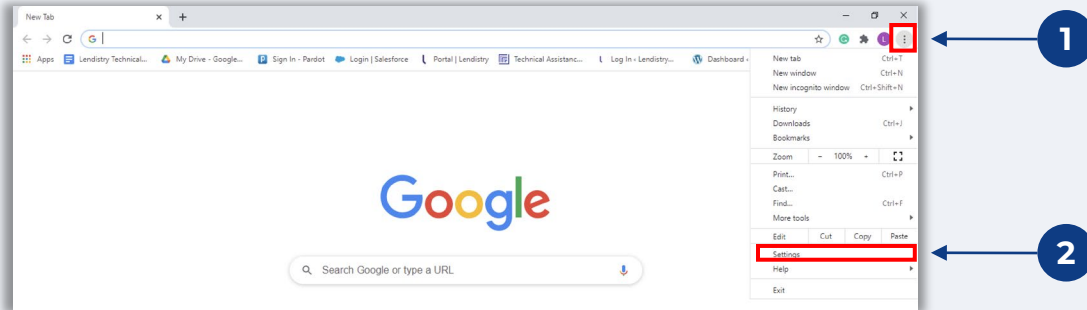 New Tab
G
L
1
Apps Lendistry Technical... My Drive - Google... Sign In - Pardot Login | Salesforce Portal | Lendistry Technical Assistanc... Log In ‹ Lendistry... Dashboard ‹
New tab Ctrl+T
New window Ctrl+N
New incognito window Ctrl+Shift+N
History
Downloads Ctrl+J
Bookmarks
Zoom - 100% +
Print... Ctrl+P
Cast...
Find... Ctrl+F
More tools
Edit Cut Copy Paste
Settings
2
Help
Exit
Google
Search Google or type a URL